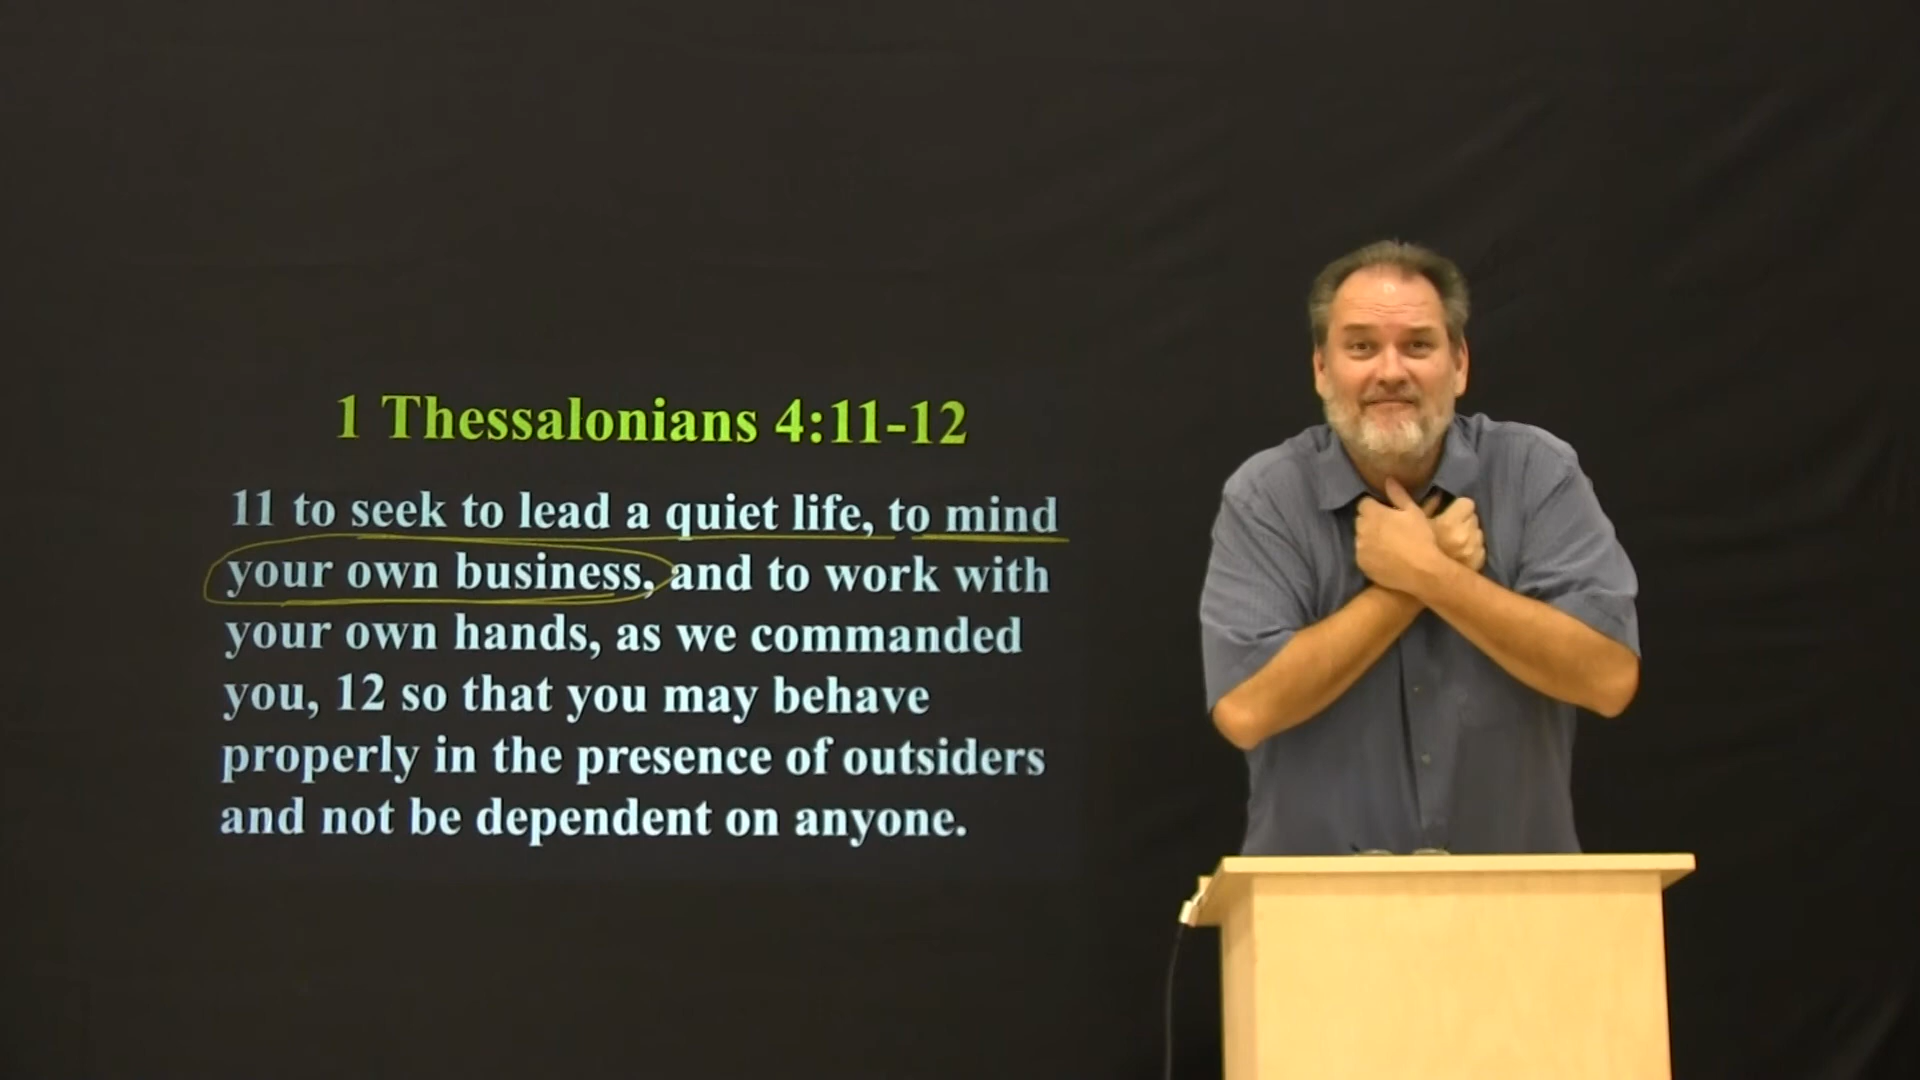 1 Thessalonians 4:11-12
11 to seek to lead a quiet life, to mind
your own business, and to work with
your own hands, as we commanded
you, 12 so that you may behave
properly in the presence of outsiders
and not be dependent on anyone.